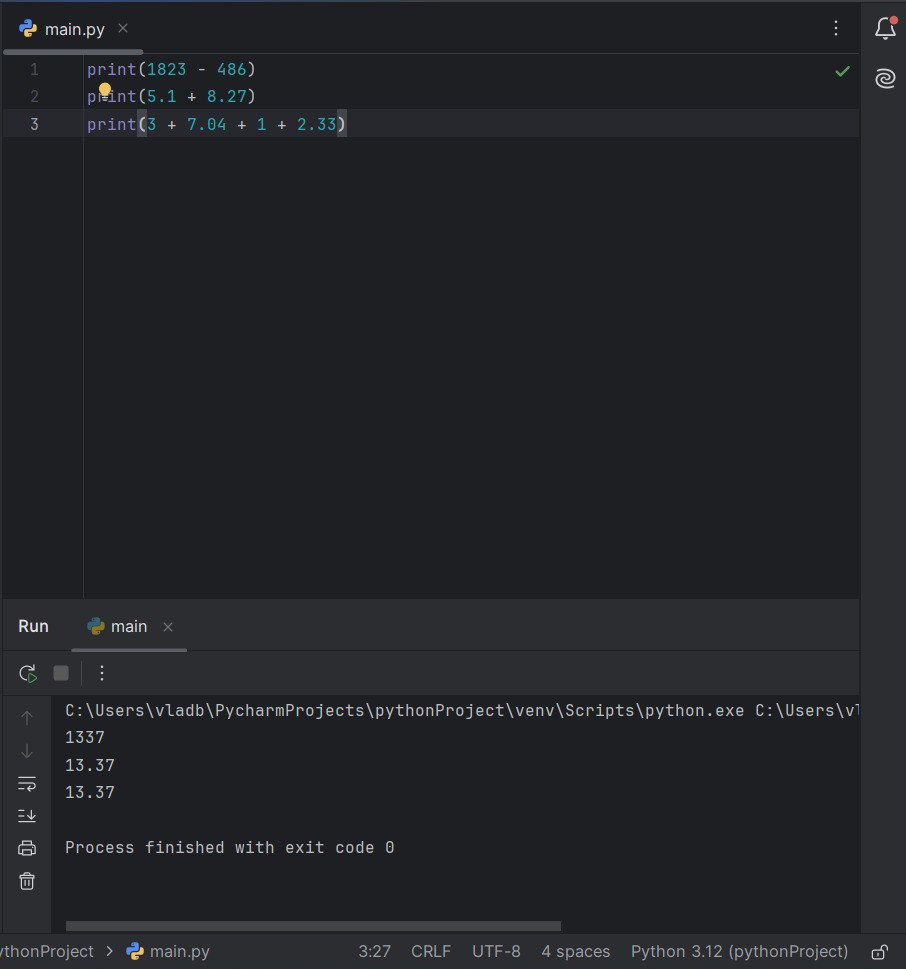 main.py
1 print(1823 - 486)
2 print(5.1 + 8.27)
3 print(3 + 7.04 + 1 + 2.33)
Run main
C:\Users\vladb\PycharmProjects\pythonProject\venv\Scripts\python.exe C:\Users\vl
1337
13.37
13.37
Process finished with exit code 0
ythonProject > main.py 3:27 CRLF UTF-8 4 spaces Python 3.12 (pythonProject)